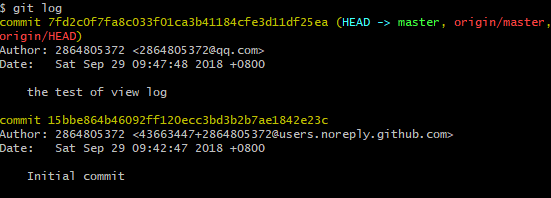 $ git log
commit 7fd2c0f7fa8c033f01ca3b41184cfe3d11df25ea (HEAD -> master, origin/master,
origin/HEAD)
Author: 2864805372 <2864805372@qq.com>
Date:   Sat Sep 29 09:47:48 2018 +0800
    the test of view log
commit 15bbe864b46092ff120ecc3bd3b2b7ae1842e23c
Author: 2864805372 <43663447+2864805372@users.noreply.github.com>
Date:   Sat Sep 29 09:42:47 2018 +0800
    Initial commit